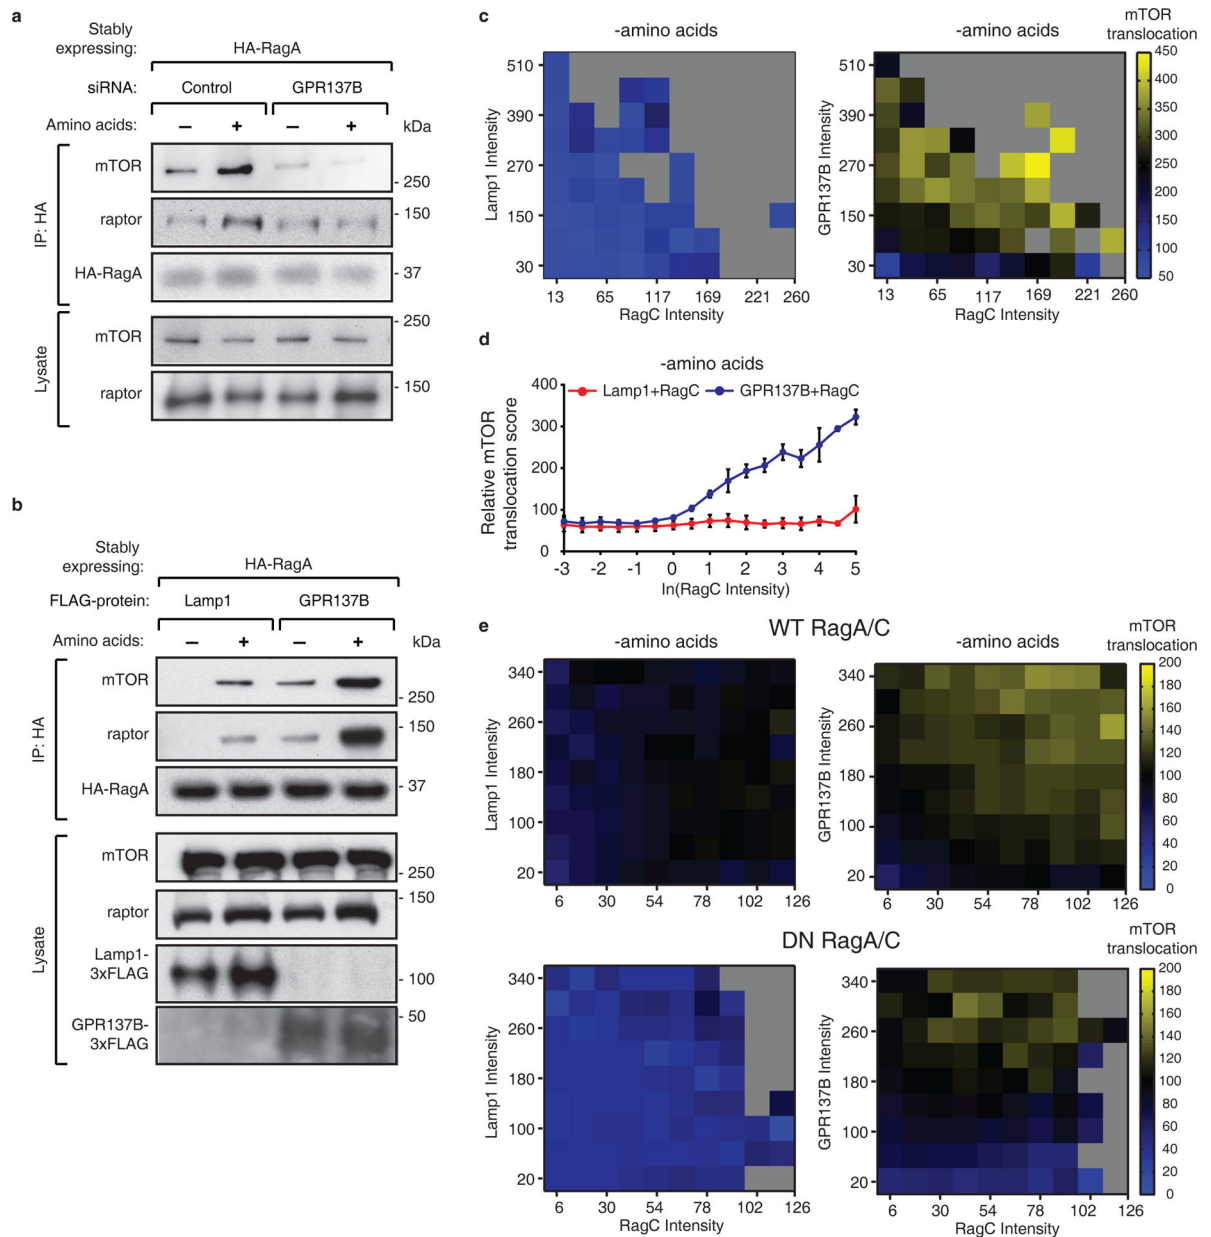 a
Stably
expressing:
HA-RagA
siRNA: Control GPR137B
Amino acids: – + – + kDa
IP: HA
mTOR
- 250
raptor - 150
HA-RagA - 37
Lysate
mTOR - 250
raptor - 150
b
Stably
expressing:
HA-RagA
FLAG-protein: Lamp1 GPR137B
Amino acids: – + – + kDa
IP: HA
mTOR
- 250
raptor - 150
HA-RagA - 37
Lysate
mTOR
- 250
raptor - 150
Lamp1-
3xFLAG - 100
GPR137B-
3xFLAG - 50
c
-amino acids
Lamp1 Intensity
510
390
270
150
30
13 65 117 169 221 260
RagC Intensity
-amino acids
GPR137B Intensity
510
390
270
150
30
13 65 117 169 221 260
RagC Intensity
mTOR
translocation
450
400
350
300
250
200
150
100
50
d
-amino acids
Relative mTOR
translocation score
400
300
200
100
0
Lamp1+RagC GPR137B+RagC
-3 -2 -1 0 1 2 3 4 5
ln(RagC Intensity)
e
WT RagA/C
-amino acids
Lamp1 Intensity
340
260
180
100
20
6 30 54 78 102 126
-amino acids
GPR137B Intensity
340
260
180
100
20
6 30 54 78 102 126
mTOR
translocation
200
180
160
140
120
100
80
60
40
20
0
DN RagA/C
Lamp1 Intensity
340
260
180
100
20
6 30 54 78 102 126
RagC Intensity
GPR137B Intensity
340
260
180
100
20
6 30 54 78 102 126
RagC Intensity
mTOR
translocation
200
180
160
140
120
100
80
60
40
20
0